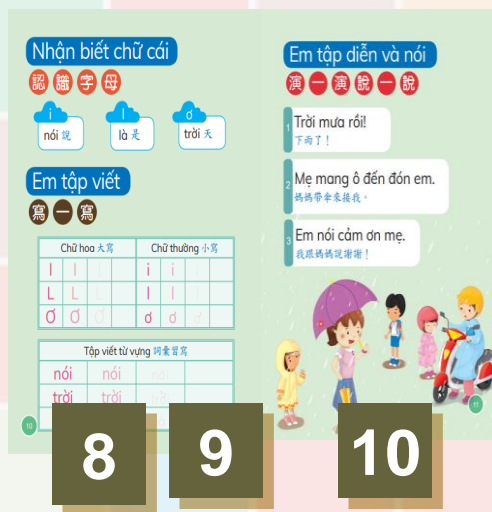 Nhận biết chữ cái
認識字母
i
l
ơ
nói 說
là 是
trời 天
Em tập viết
寫一寫
Chữ hoa 大寫
Chữ thường 小寫
I I I i i i
L L L l l l
Ơ Ơ Ơ ơ ơ ơ
Tập viết từ vựng 詞彙習寫
nói nói nói
trời trời trời
10
Em tập diễn và nói
演一演說一說
1 Trời mưa rồi!
下雨了!
2 Mẹ mang ô đến đón em.
媽媽帶傘來接我。
3 Em nói cảm ơn mẹ.
我跟媽媽說謝謝!
11
8
9
10